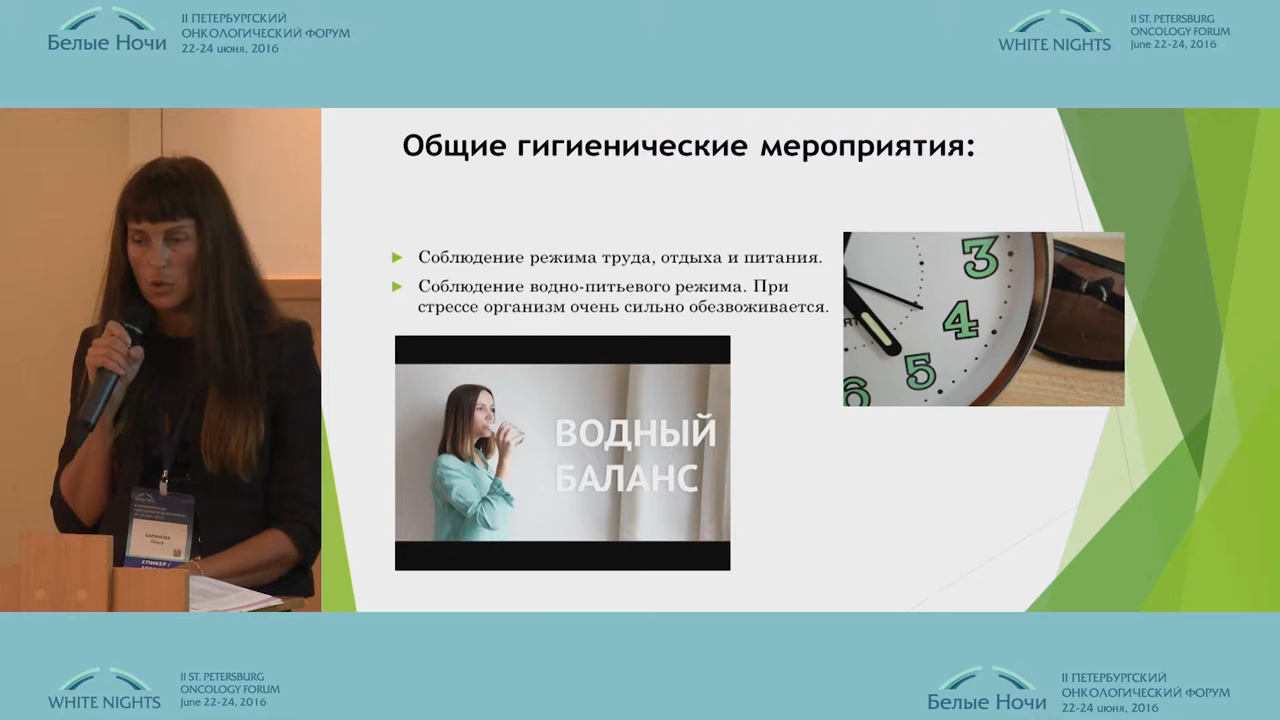 Белые Ночи
II ПЕТЕРБУРГСКИЙ
ОНКОЛОГИЧЕСКИЙ ФОРУМ
22-24 июня, 2016
WHITE NIGHTS
II ST. PETERSBURG
ONCOLOGY FORUM
June 22-24, 2016
Общие гигиенические мероприятия:
Соблюдение режима труда, отдыха и питания.
Соблюдение водно-питьевого режима. При
стрессе организм очень сильно обезвоживается.
3
4
5
6
ВОДНЫЙ
БАЛАНС
Ольга
СПИКЕР /
WHITE NIGHTS
II ST. PETERSBURG
ONCOLOGY FORUM
June 22-24, 2016
Белые Ночи
II ПЕТЕРБУРГСКИЙ
ОНКОЛОГИЧЕСКИЙ ФОРУМ
22-24 июня, 2016